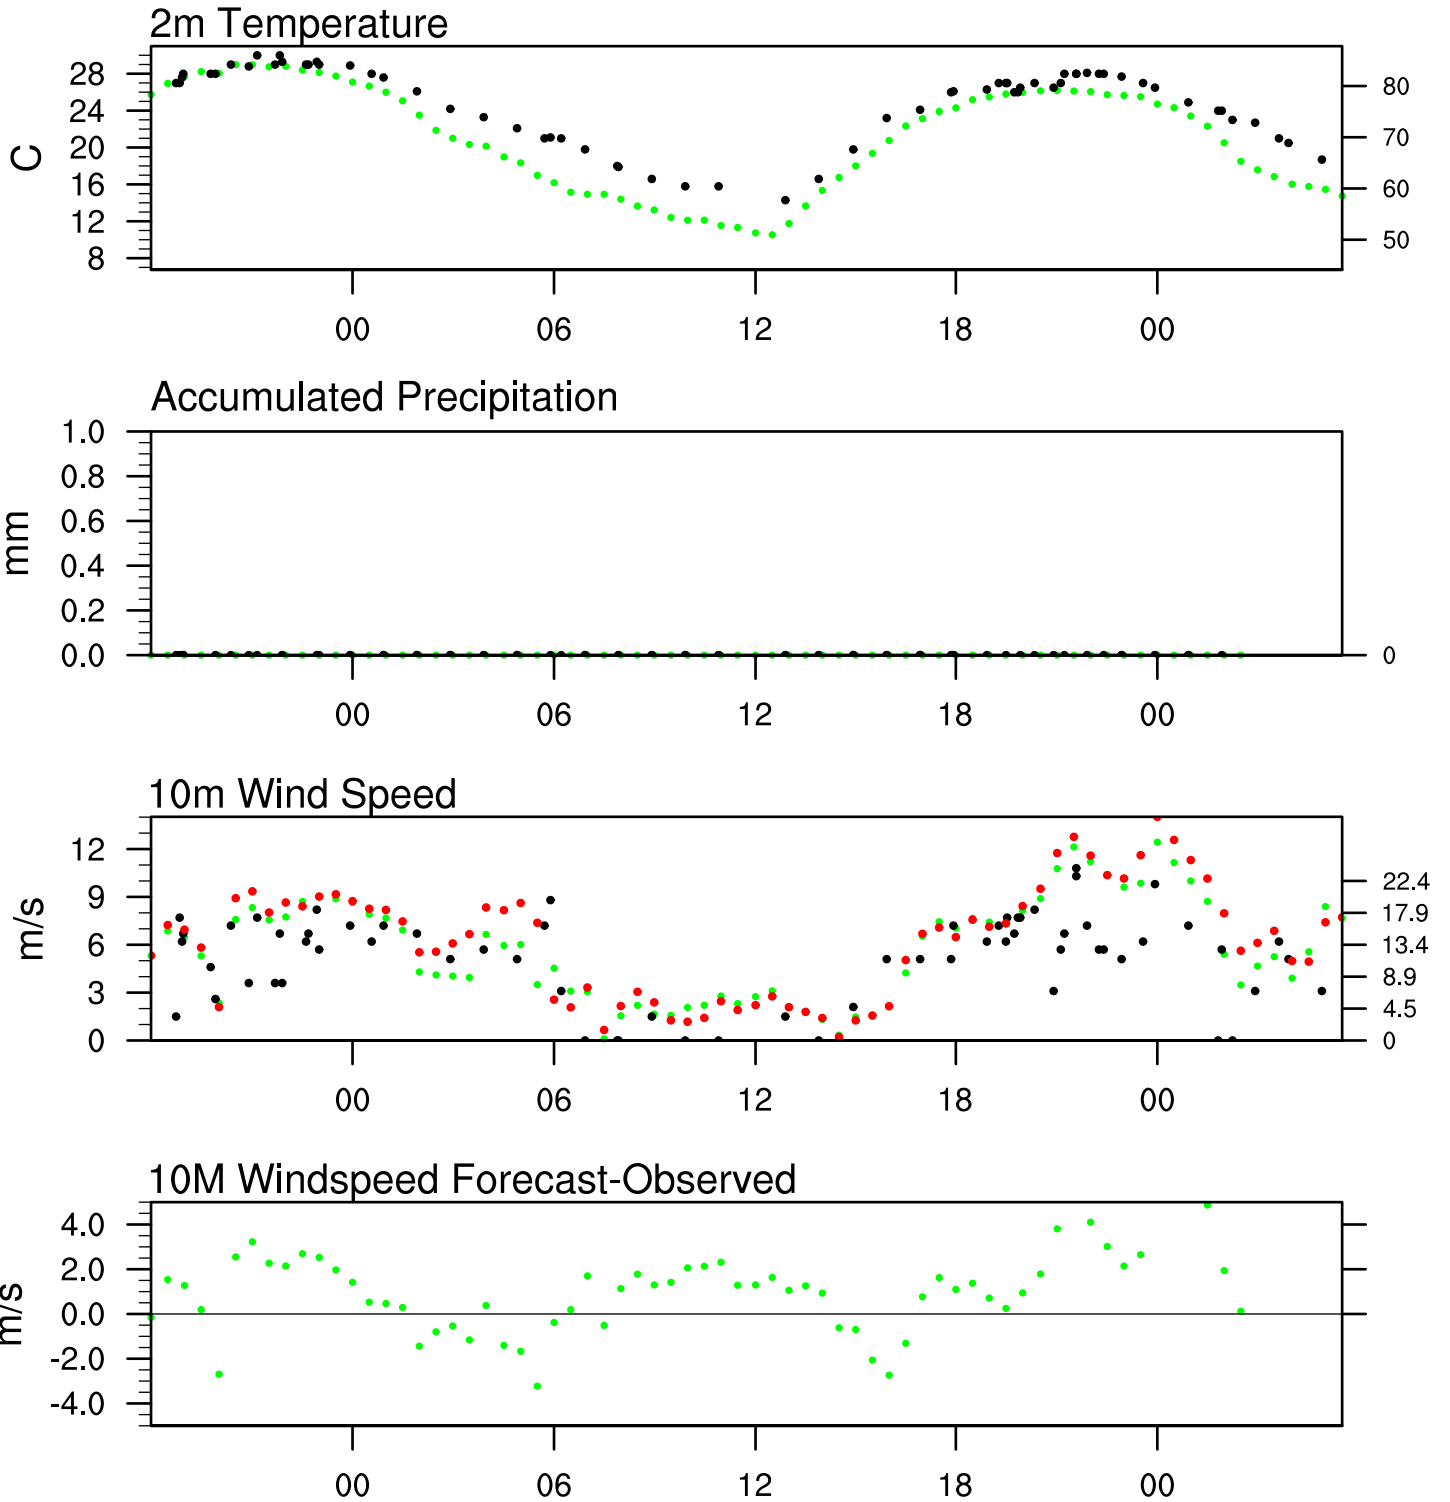 2m Temperature
28
24
20
16
12
8
C
80
70
60
50
00 06 12 18 00
Accumulated Precipitation
1.0
0.8
0.6
0.4
0.2
0.0
mm
0
00 06 12 18 00
10m Wind Speed
12
9
6
3
0
m/s
22.4
17.9
13.4
8.9
4.5
0
00 06 12 18 00
10M Windspeed Forecast-Observed
4.0
2.0
0.0
-2.0
-4.0
m/s
00 06 12 18 00